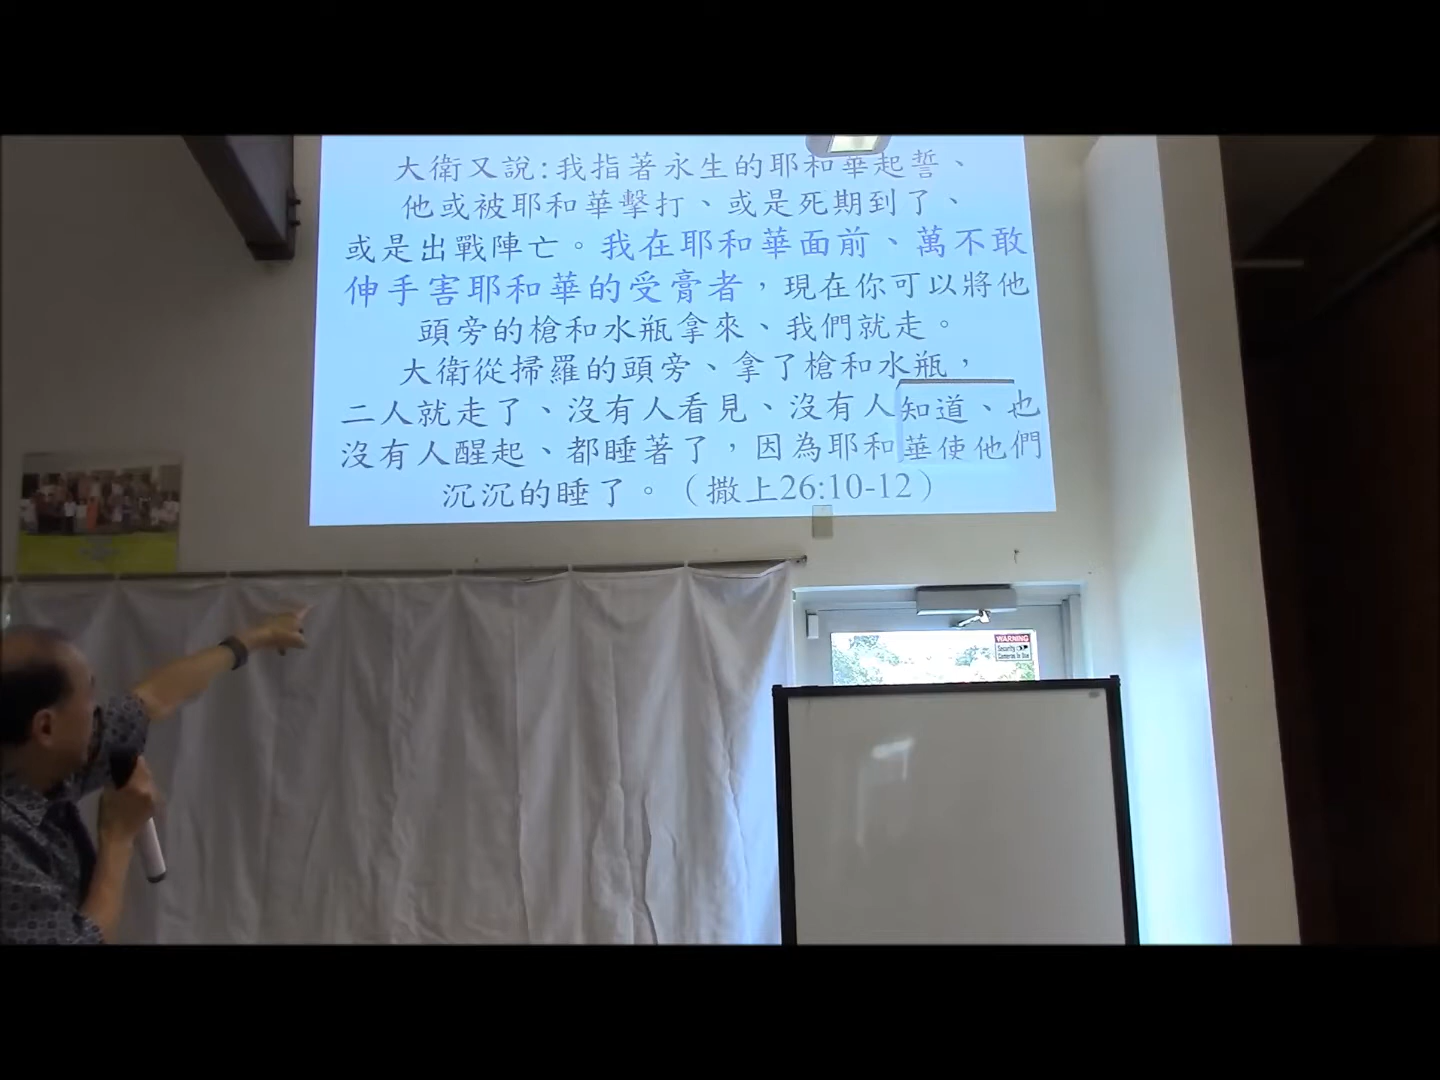 大衛又說:我指著永生的耶和華起誓、
他或被耶和華擊打、或是死期到了、
或是出戰陣亡。我在耶和華面前、萬不敢
伸手害耶和華的受膏者，現在你可以將他
頭旁的槍和水瓶拿來、我們就走。
大衛從掃羅的頭旁、拿了槍和水瓶，
二人就走了、沒有人看見、沒有人知道、也
沒有人醒起、都睡著了，因為耶和華使他們
沉沉的睡了。（撒上26:10-12）
WARNING
Security
Cameras In Use